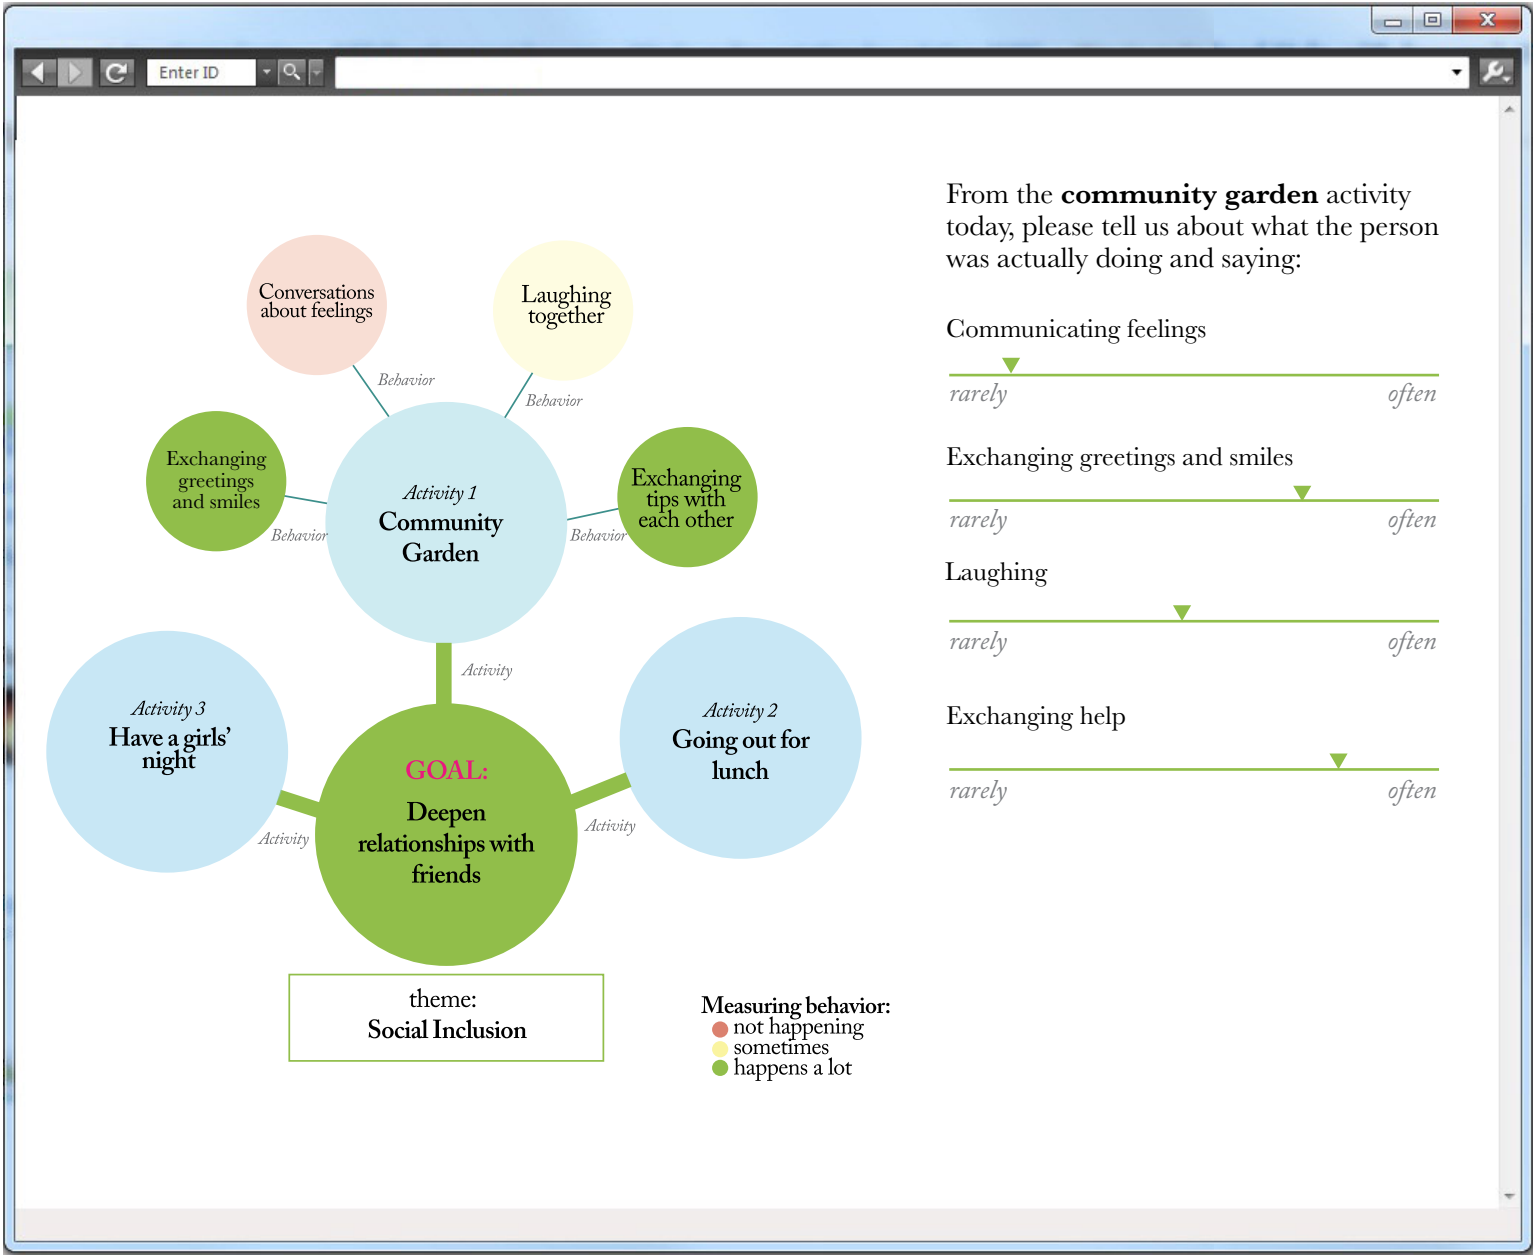 Enter ID
Conversations
about feelings
Laughing
together
Behavior
Behavior
Exchanging
greetings
and smiles
Behavior
Activity 1
Community
Garden
Exchanging
tips with
each other
Behavior
Activity
Activity 3
Have a girls’
night
Activity
GOAL:
Deepen
relationships with
friends
Activity 2
Going out for
lunch
Activity
theme:
Social Inclusion
Measuring behavior:
not happening
sometimes
happens a lot
From the community garden activity
today, please tell us about what the person
was actually doing and saying:
Communicating feelings
rarely often
Exchanging greetings and smiles
rarely often
Laughing
rarely often
Exchanging help
rarely often